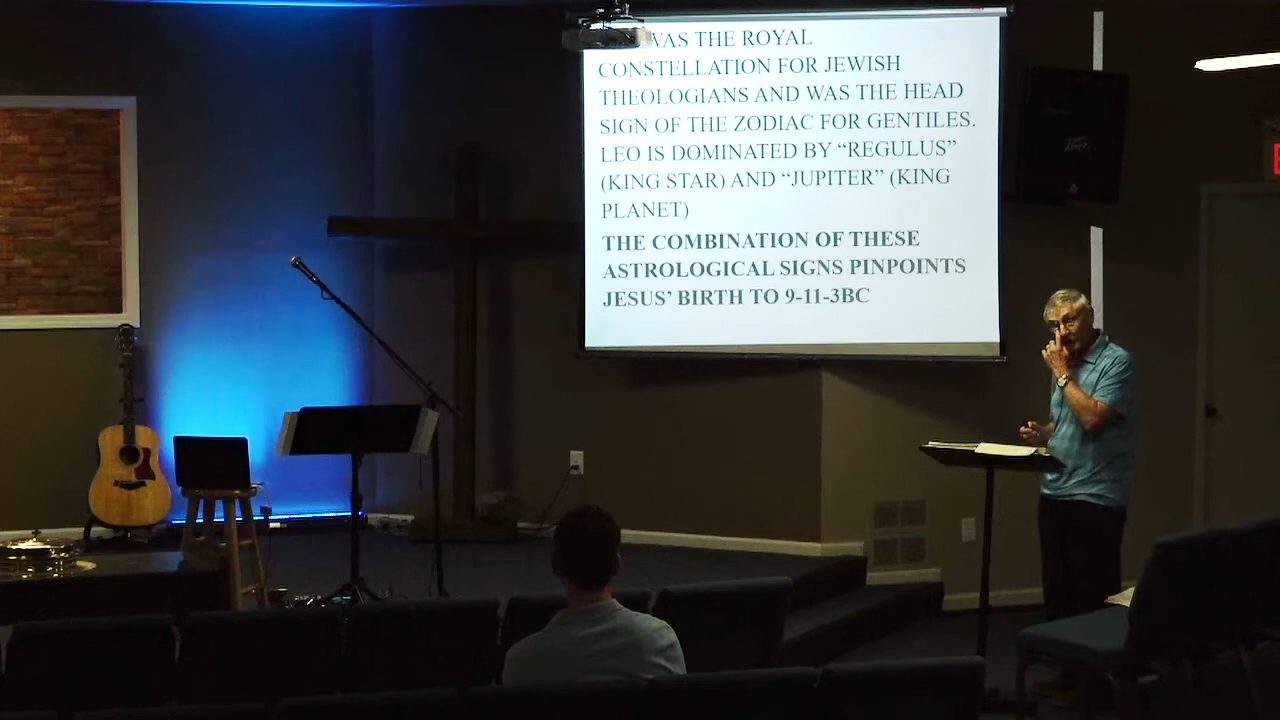 WAS THE ROYAL
CONSTELLATION FOR JEWISH
THEOLOGIANS AND WAS THE HEAD
SIGN OF THE ZODIAC FOR GENTILES.
LEO IS DOMINATED BY “REGULUS”
(KING STAR) AND “JUPITER” (KING
PLANET)
THE COMBINATION OF THESE
ASTROLOGICAL SIGNS PINPOINTS
JESUS’ BIRTH TO 9-11-3BC